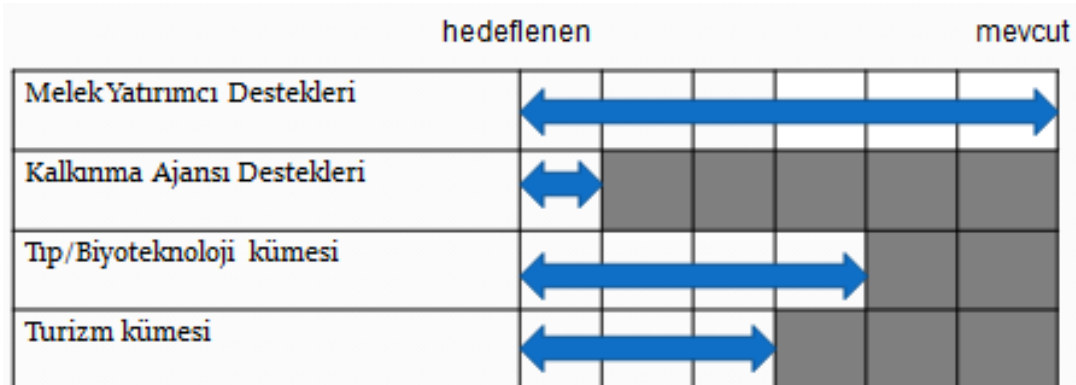 hedeflenen mevcut
Melek Yatırımcı Destekleri
Kalkınma Ajansı Destekleri
Tıp/Biyoteknoloji kümesi
Turizm kümesi